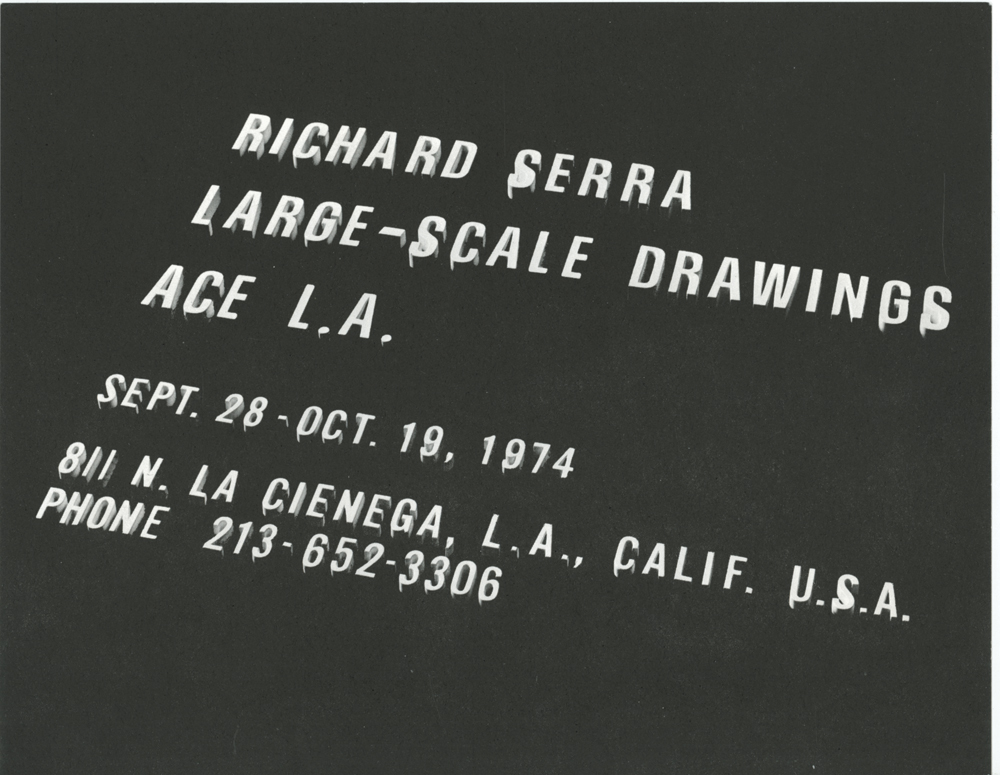 RICHARD SERRA
LARGE-SCALE DRAWINGS
ACE L.A.
SEPT. 28-OCT. 19, 1974
811 N. LA CIENEGA, L.A., CALIF. U.S.A.
PHONE 213-652-3306